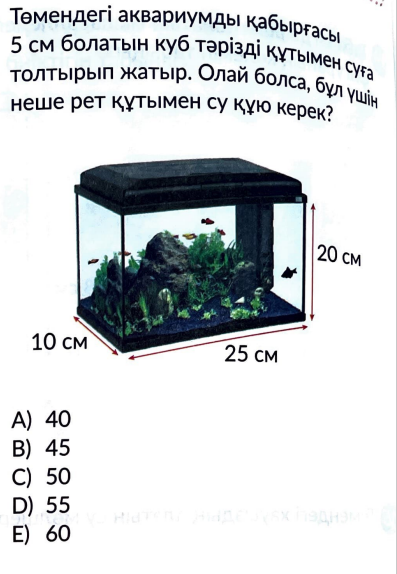 Төмендегі аквариумды қабырғасы
5 см болатын куб тәрізді құтымен суға
толтырып жатыр. Олай болса, бұл үшін
неше рет құтымен су құю керек?
20 см
10 см
25 см
A) 40
B) 45
C) 50
D) 55
E) 60